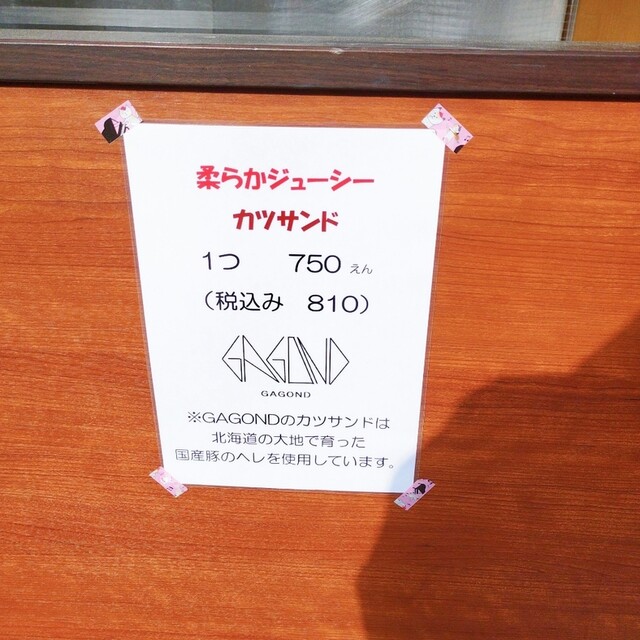 柔らかジューシー
カツサンド
1つ 750 えん
(税込み 810)
GAGOND
GAGOND
※GAGONDのカツサンドは
北海道の大地で育った
国産豚のヘレを使用しています。